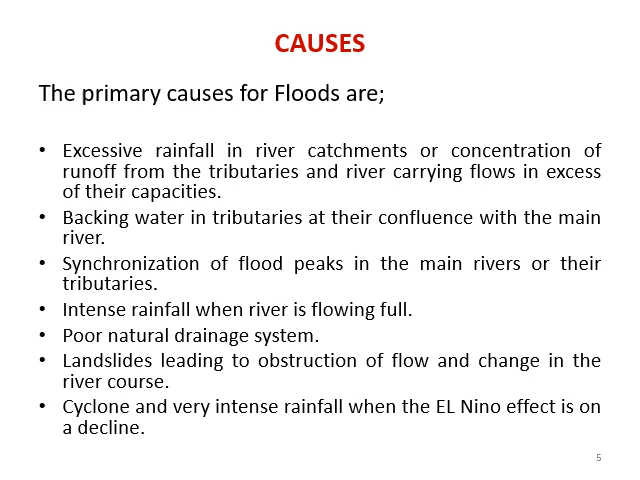 CAUSES
The primary causes for Floods are;
• Excessive rainfall in river catchments or concentration of
runoff from the tributaries and river carrying flows in excess
of their capacities.
• Backing water in tributaries at their confluence with the main
river.
• Synchronization of flood peaks in the main rivers or their
tributaries.
• Intense rainfall when river is flowing full.
• Poor natural drainage system.
• Landslides leading to obstruction of flow and change in the
river course.
• Cyclone and very intense rainfall when the EL Nino effect is on
a decline.
5